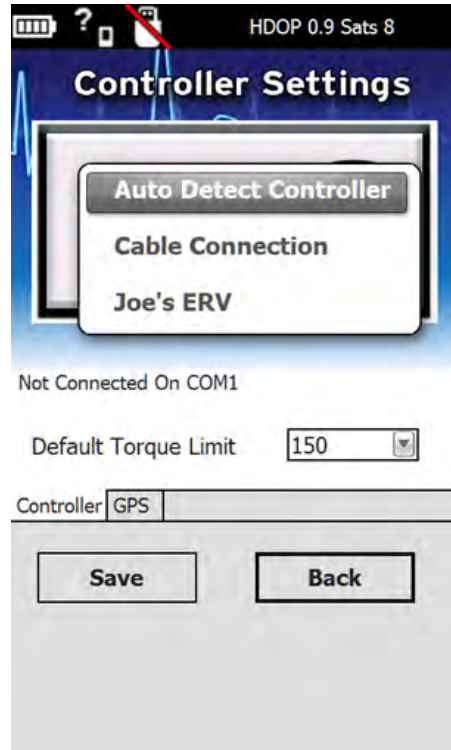 ? HDOP 0.9 Sats 8
Controller Settings
Auto Detect Controller
Cable Connection
Joe's ERV
Not Connected On COM1
Default Torque Limit 150
Controller GPS
Save Back